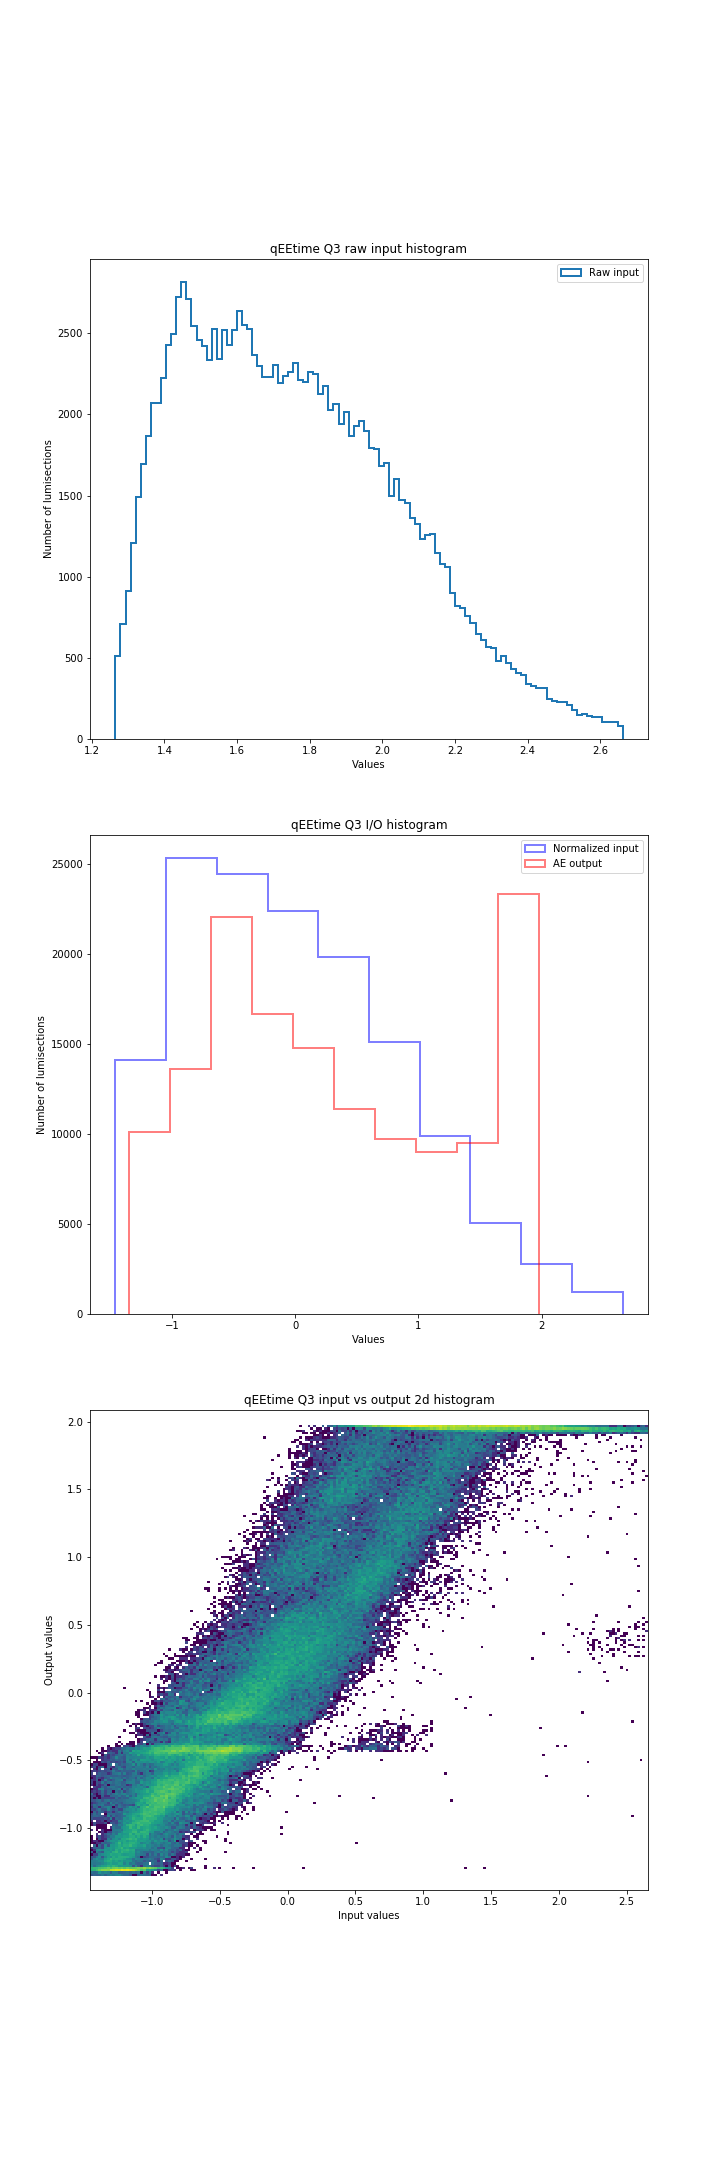 qEEtime Q3 raw input histogram
Raw input
2500
2000
1500
1000
500
0
Number of lumisections
1.2 1.4 1.6 1.8 2.0 2.2 2.4 2.6
Values
qEEtime Q3 I/O histogram
Normalized input
AE output
25000
20000
15000
10000
5000
0
Number of lumisections
−1 0 1 2
Values
qEEtime Q3 input vs output 2d histogram
2.0
1.5
1.0
0.5
0.0
−0.5
−1.0
Output values
−1.0 −0.5 0.0 0.5 1.0 1.5 2.0 2.5
Input values